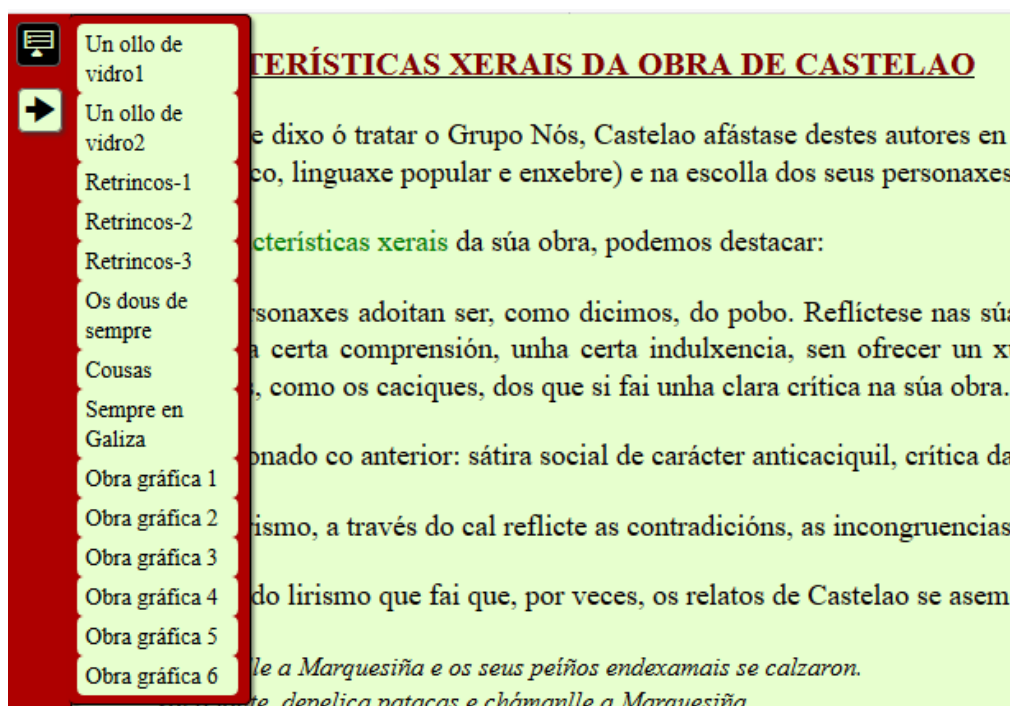 Un ollo de
vidro1
Un ollo de
vidro2
Retrincos-1
Retrincos-2
Retrincos-3
Os dous de
sempre
Cousas
Sempre en
Galiza
Obra gráfica 1
Obra gráfica 2
Obra gráfica 3
Obra gráfica 4
Obra gráfica 5
Obra gráfica 6
TERÍSTICAS XERAIS DA OBRA DE CASTELAO
e dixo ó tratar o Grupo Nós, Castelao afástase destes autores en
co, linguaxe popular e enxebre) e na escolla dos seus personaxes
cterísticas xerais da súa obra, podemos destacar:
rsonaxes adoitan ser, como dicimos, do pobo. Reflíctese nas súa
a certa comprensión, unha certa indulxencia, sen ofrecer un xu
, como os caciques, dos que si fai unha clara crítica na súa obra.
onado co anterior: sátira social de carácter anticaciquil, crítica da
rismo, a través do cal reflicte as contradicións, as incongruencias
do lirismo que fai que, por veces, os relatos de Castelao se asem
lle a Marquesiña e os seus peíños endexamais se calzaron.
depelica patacas e chámanlle a Marquesiña